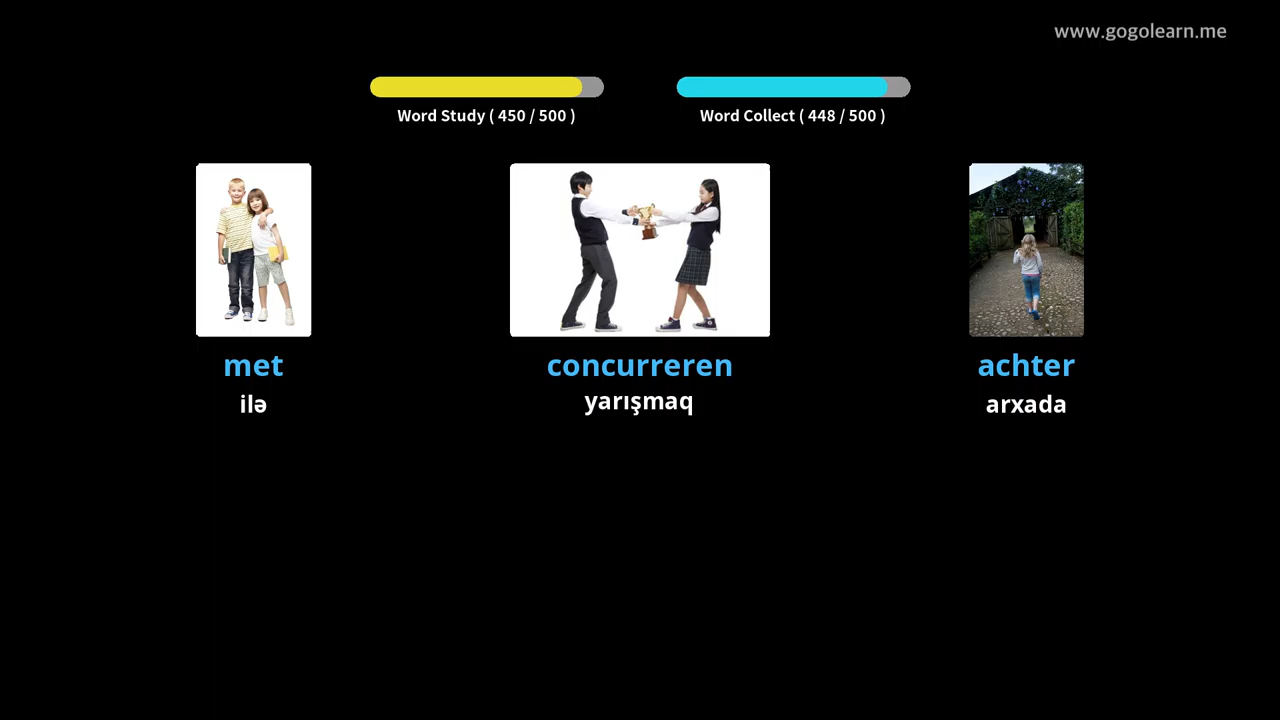 www.gogolearn.me
Word Study ( 450 / 500 )
Word Collect ( 448 / 500 )
met
ilə
concurreren
yarışmaq
achter
arxada